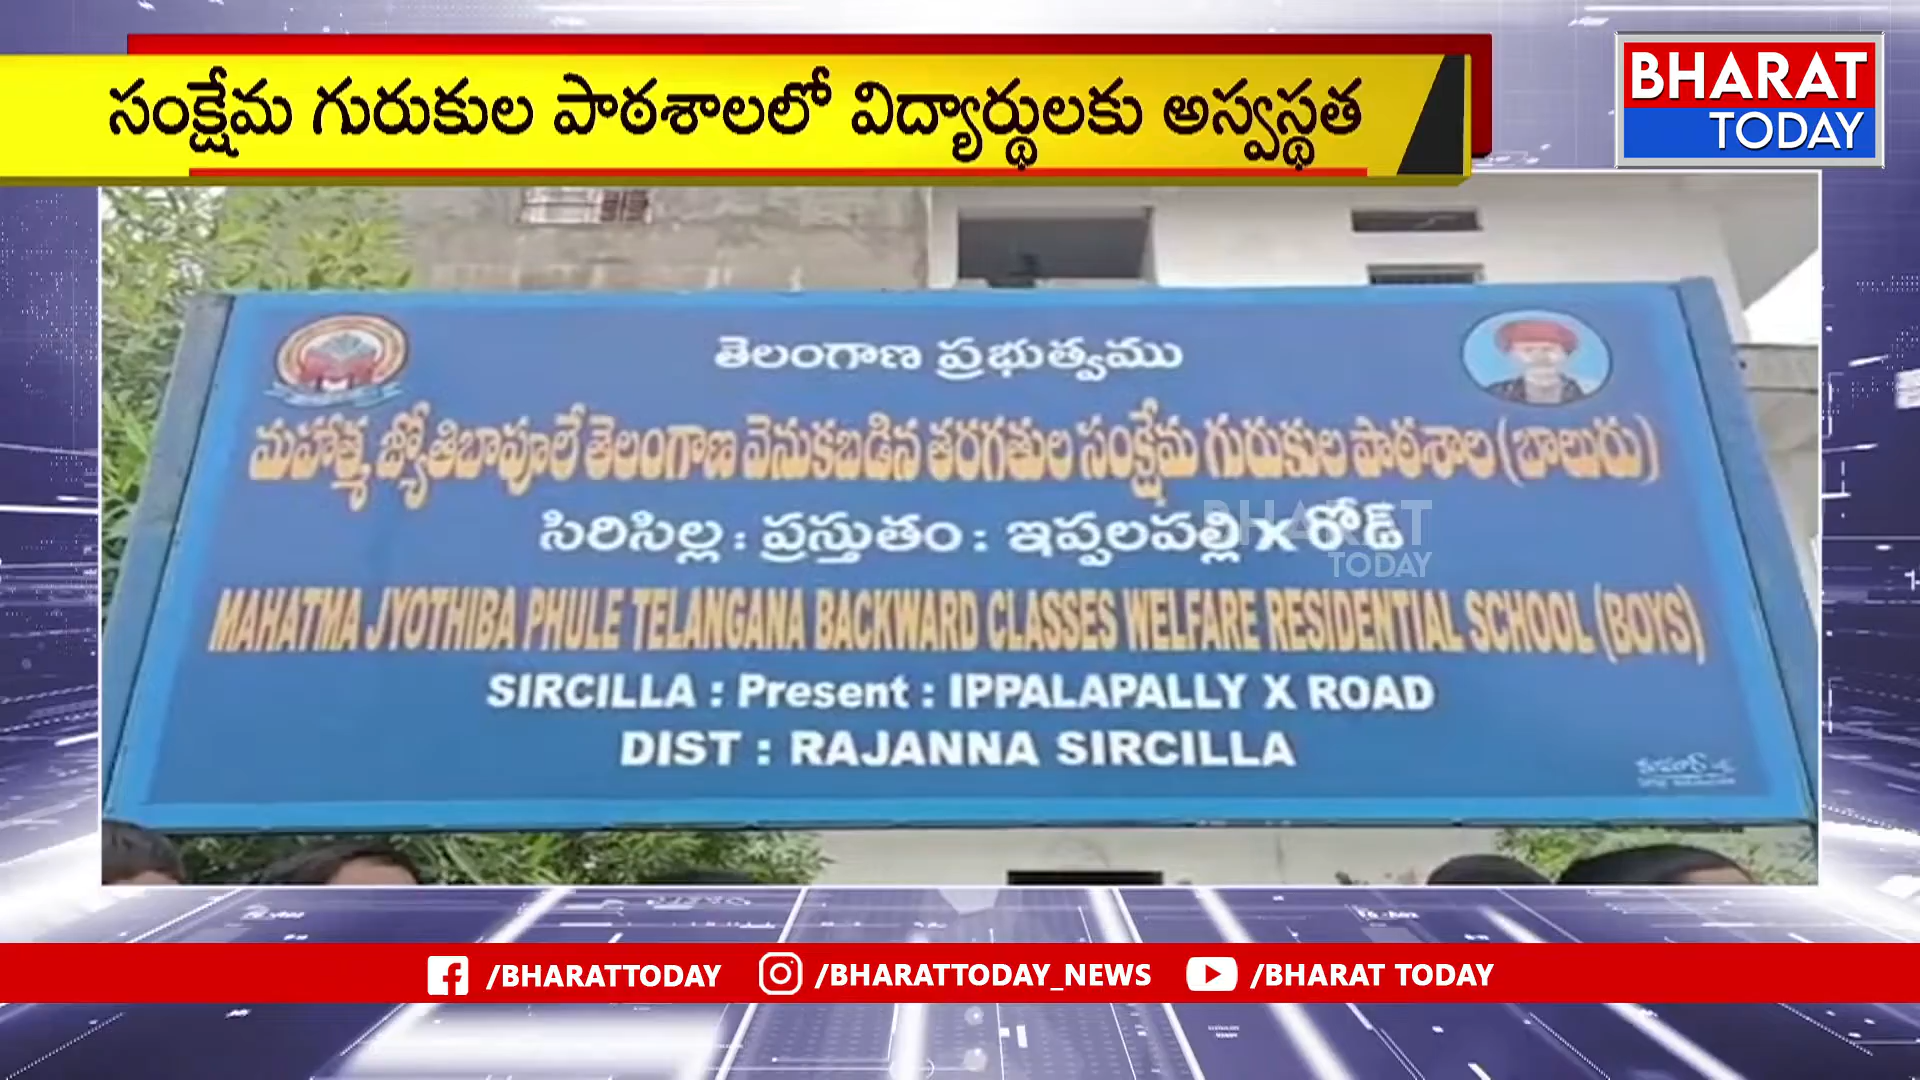 సంక్షేమ గురుకుల పాఠశాలలో విద్యార్థులకు అస్వస్థత
BHARAT
TODAY
తెలంగాణ ప్రభుత్వము
మహాత్మ జ్యోతిబాపూలే తెలంగాణ వెనుకబడిన తరగతుల సంక్షేమ గురుకుల పాఠశాల (బాలురు)
సిరిసిల్ల : ప్రస్తుతం : ఇప్పలపల్లి X రోడ్
BHARAT
TODAY
MAHATMA JYOTHIBA PHULE TELANGANA BACKWARD CLASSES WELFARE RESIDENTIAL SCHOOL (BOYS)
SIRCILLA : Present : IPPALAPALLY X ROAD
DIST : RAJANNA SIRCILLA
/BHARATTODAY /BHARATTODAY_NEWS /BHARAT TODAY